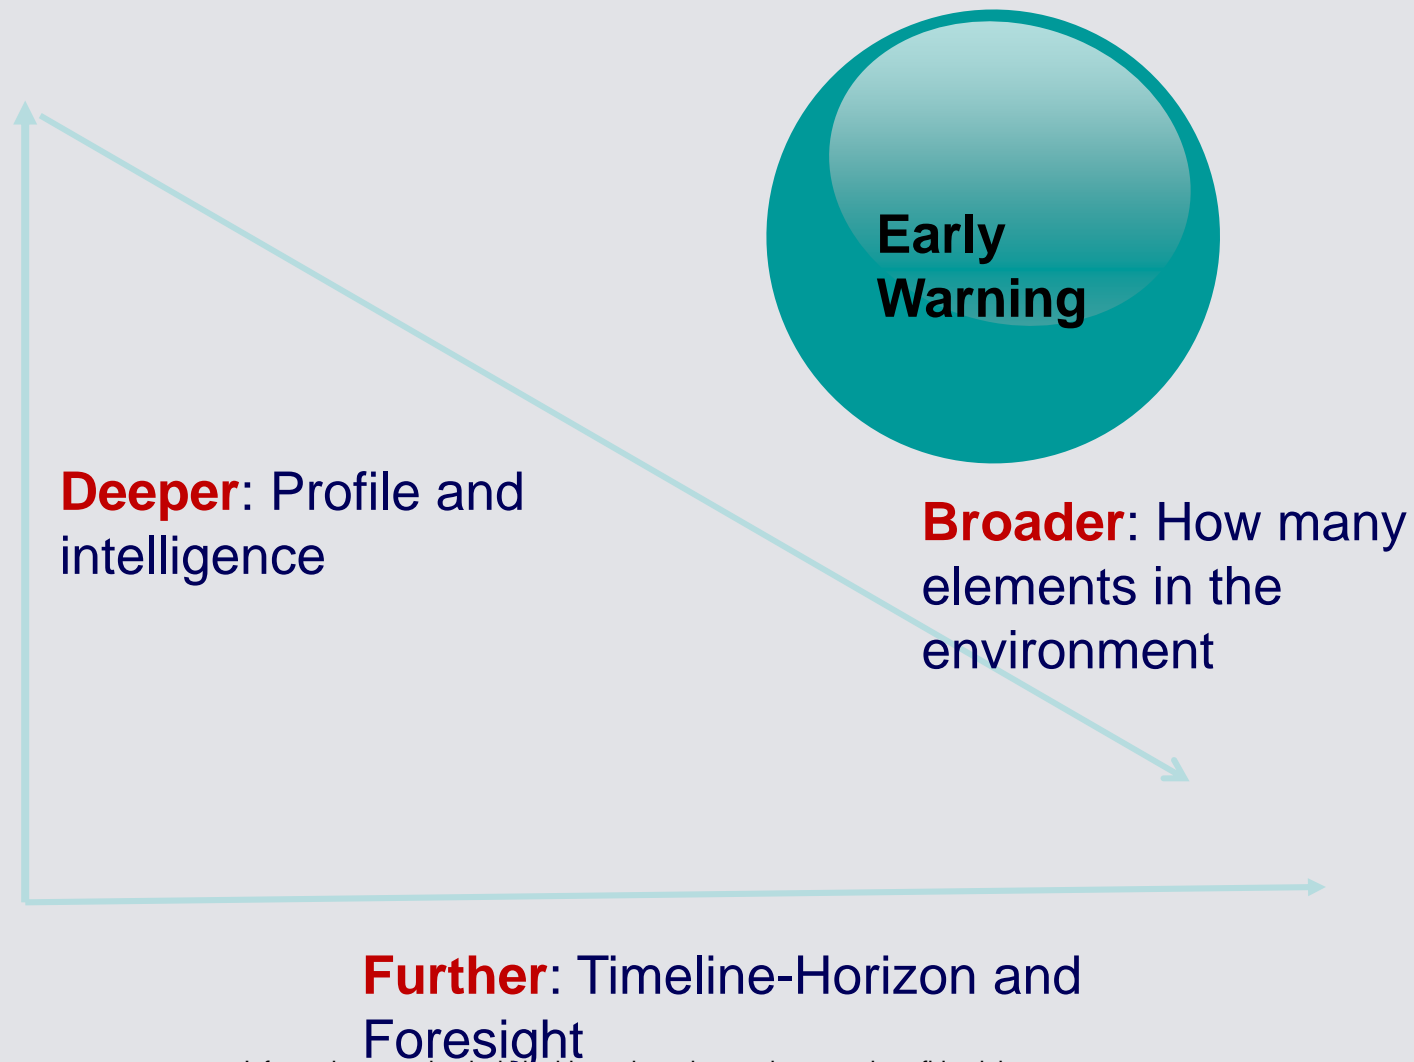 Early
Warning
Deeper: Profile and
intelligence
Broader: How many
elements in the
environment
Further: Timeline-Horizon and
Foresight